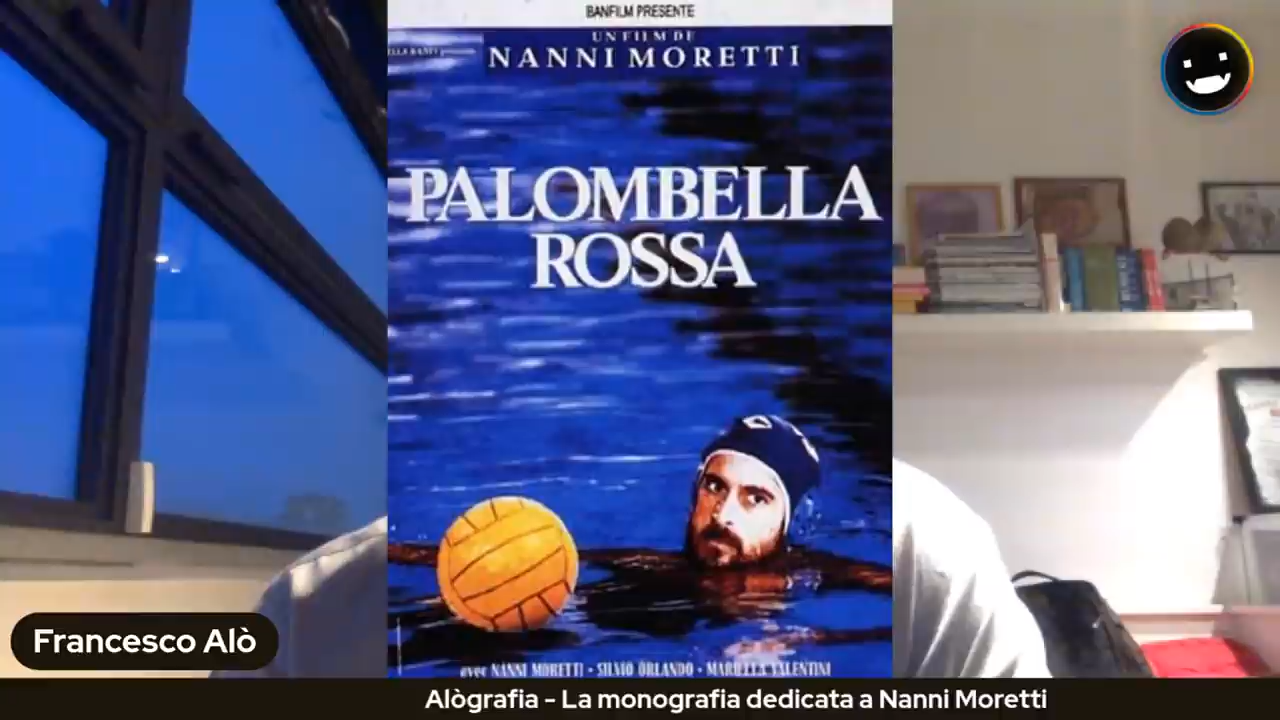 BANFILM PRESENTE
UN FILM DE
NANNI MORETTI
PALOMBELLA
ROSSA
avec NANNI MORETTI - SILVIO ORLANDO - MARIELLA VALENTINI
Francesco Alò
Alògrafia - La monografia dedicata a Nanni Moretti